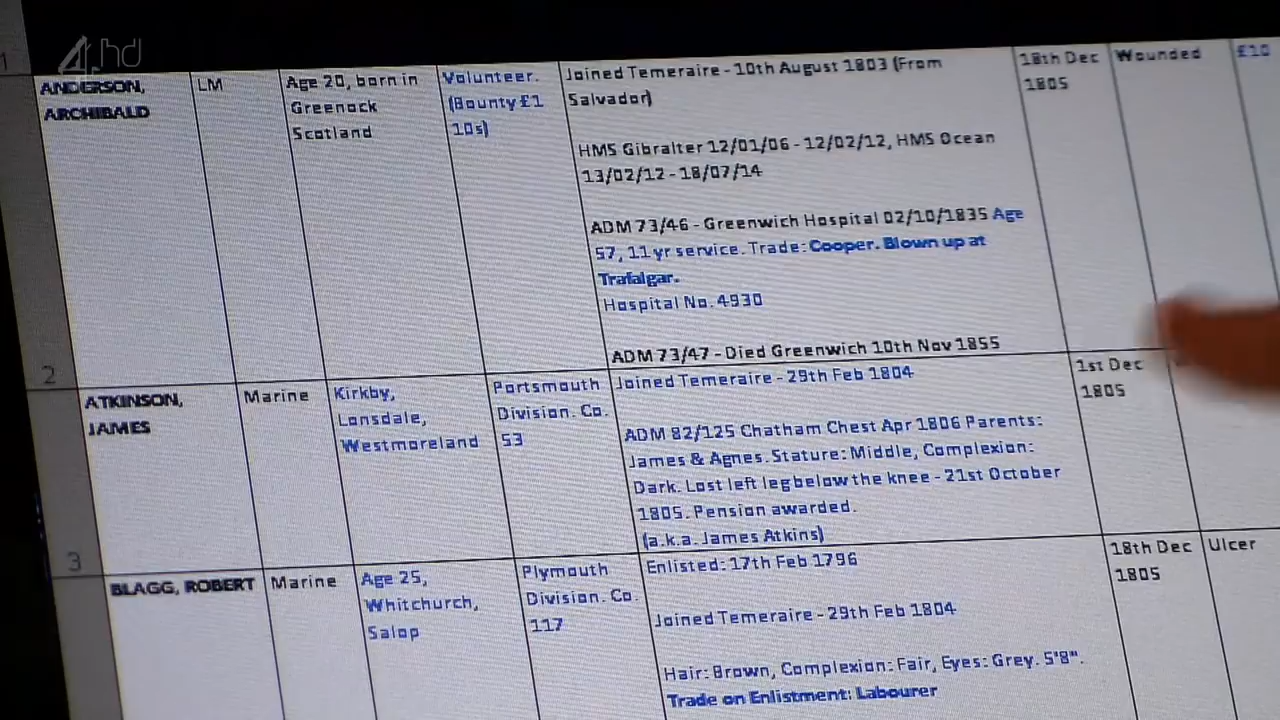 4hd
1
ANDERSON,
ARCHIBALD
LM
Age 20, born in
Greenock
Scotland
Volunteer.
(Bounty £1
10s)
Joined Temeraire - 10th August 1803 (From
Salvador)
HMS Gibralter 12/01/06 - 12/02/12, HMS Ocean
13/02/12 - 18/07/14
ADM 73/46 - Greenwich Hospital 02/10/1835 Age
57, 11 yr service. Trade: Cooper. Blown up at
Trafalgar.
Hospital No. 4930
ADM 73/47 - Died Greenwich 10th Nov 1855
18th Dec
1805
Wounded
£10
2
ATKINSON,
JAMES
Marine
Kirkby,
Lonsdale,
Westmoreland
Portsmouth
Division. Co.
53
Joined Temeraire - 29th Feb 1804
ADM 82/125 Chatham Chest Apr 1806 Parents:
James & Agnes. Stature: Middle, Complexion:
Dark. Lost left leg below the knee - 21st October
1805. Pension awarded.
(a.k.a. James Atkins)
1st Dec
1805
3
BLAGG, ROBERT
Marine
Age 25,
Whitchurch,
Salop
Plymouth
Division. Co.
117
Enlisted: 17th Feb 1796
Joined Temeraire - 29th Feb 1804
Hair: Brown, Complexion: Fair, Eyes: Grey. 5'8".
Trade on Enlistment: Labourer
18th Dec
1805
Ulcer